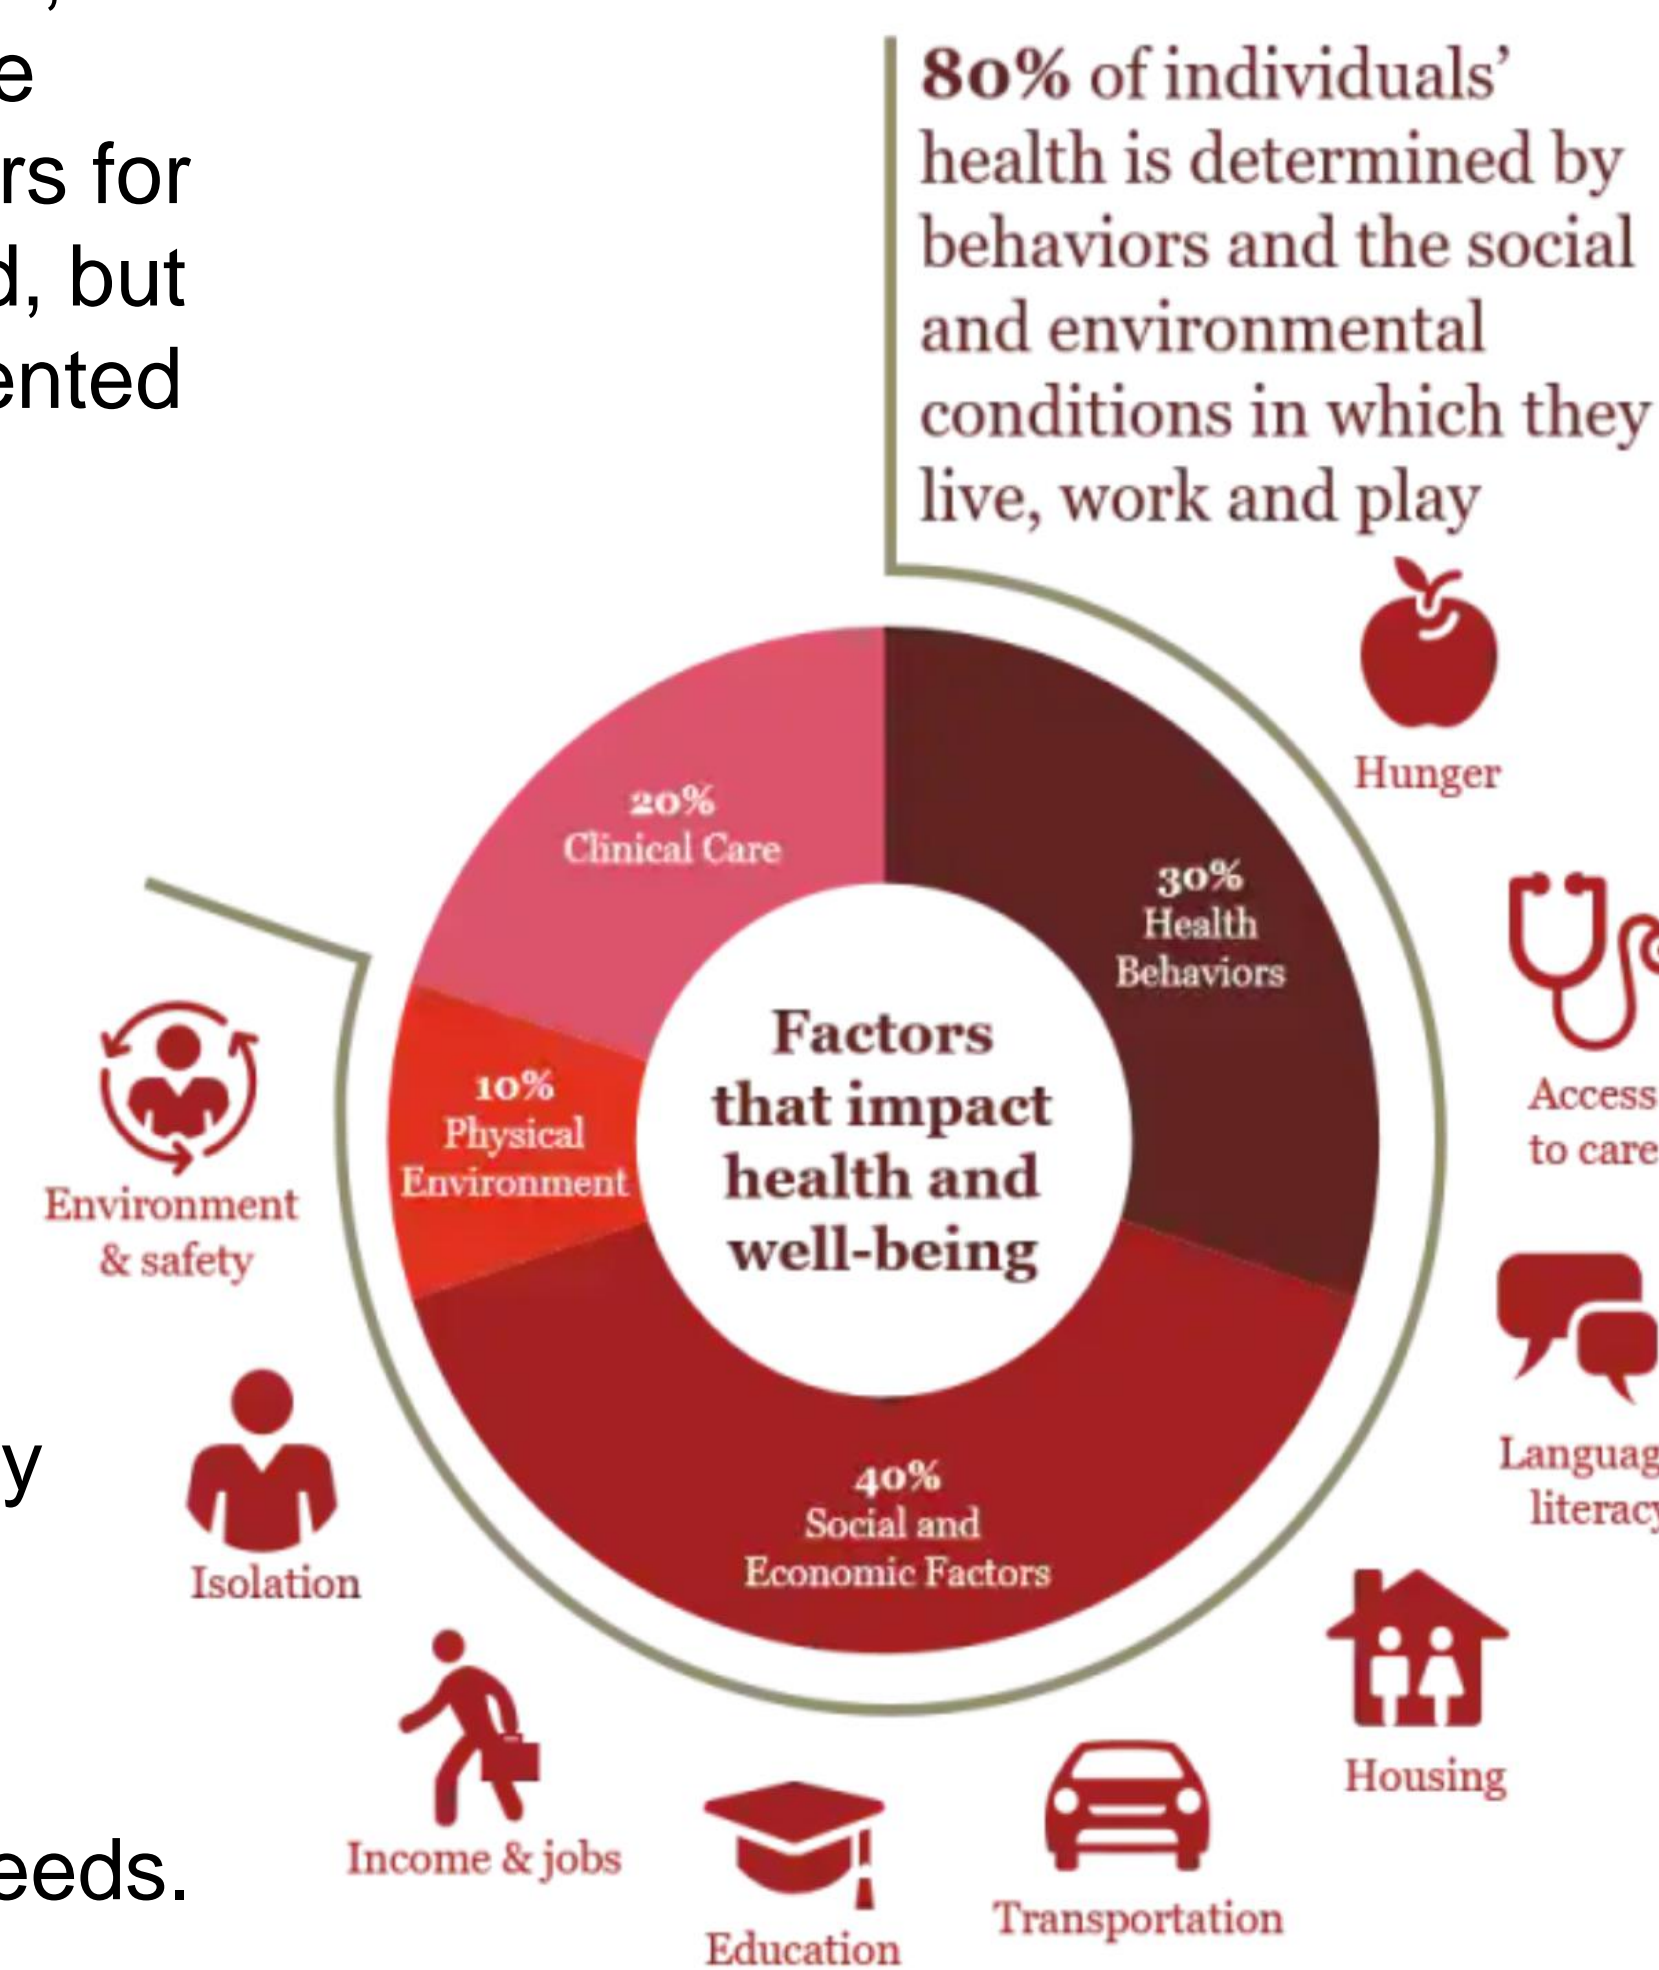 e
rs for
d, but
ented
y
eeds.
80% of individuals’
health is determined by
behaviors and the social
and environmental
conditions in which they
live, work and play
Hunger
20%
Clinical Care
30%
Health
Behaviors
Factors
that impact
health and
well-being
10%
Physical
Environment
40%
Social and
Economic Factors
Access
to care
Languag
literacy
Housing
Transportation
Education
Income & jobs
Isolation
Environment
& safety